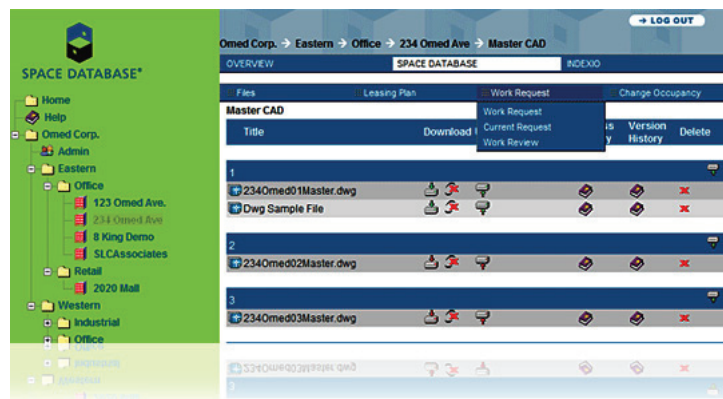 LOG OUT
Omed Corp. → Eastern → Office → 234 Omed Ave → Master CAD
SPACE DATABASE®
OVERVIEW SPACE DATABASE INDEXIO
Files Leasing Plan Work Request Change Occupancy
Master CAD
Work Request
Current Request
Work Review
Title Download Version History Delete
Home
Help
Omed Corp.
Admin
Eastern
Office
123 Omed Ave.
234 Omed Ave
8 King Demo
SLCAssociates
Retail
2020 Mall
Western
Industrial
Office
1
234Omed01Master.dwg
Dwg Sample File
2
234Omed02Master.dwg
3
234Omed03Master.dwg